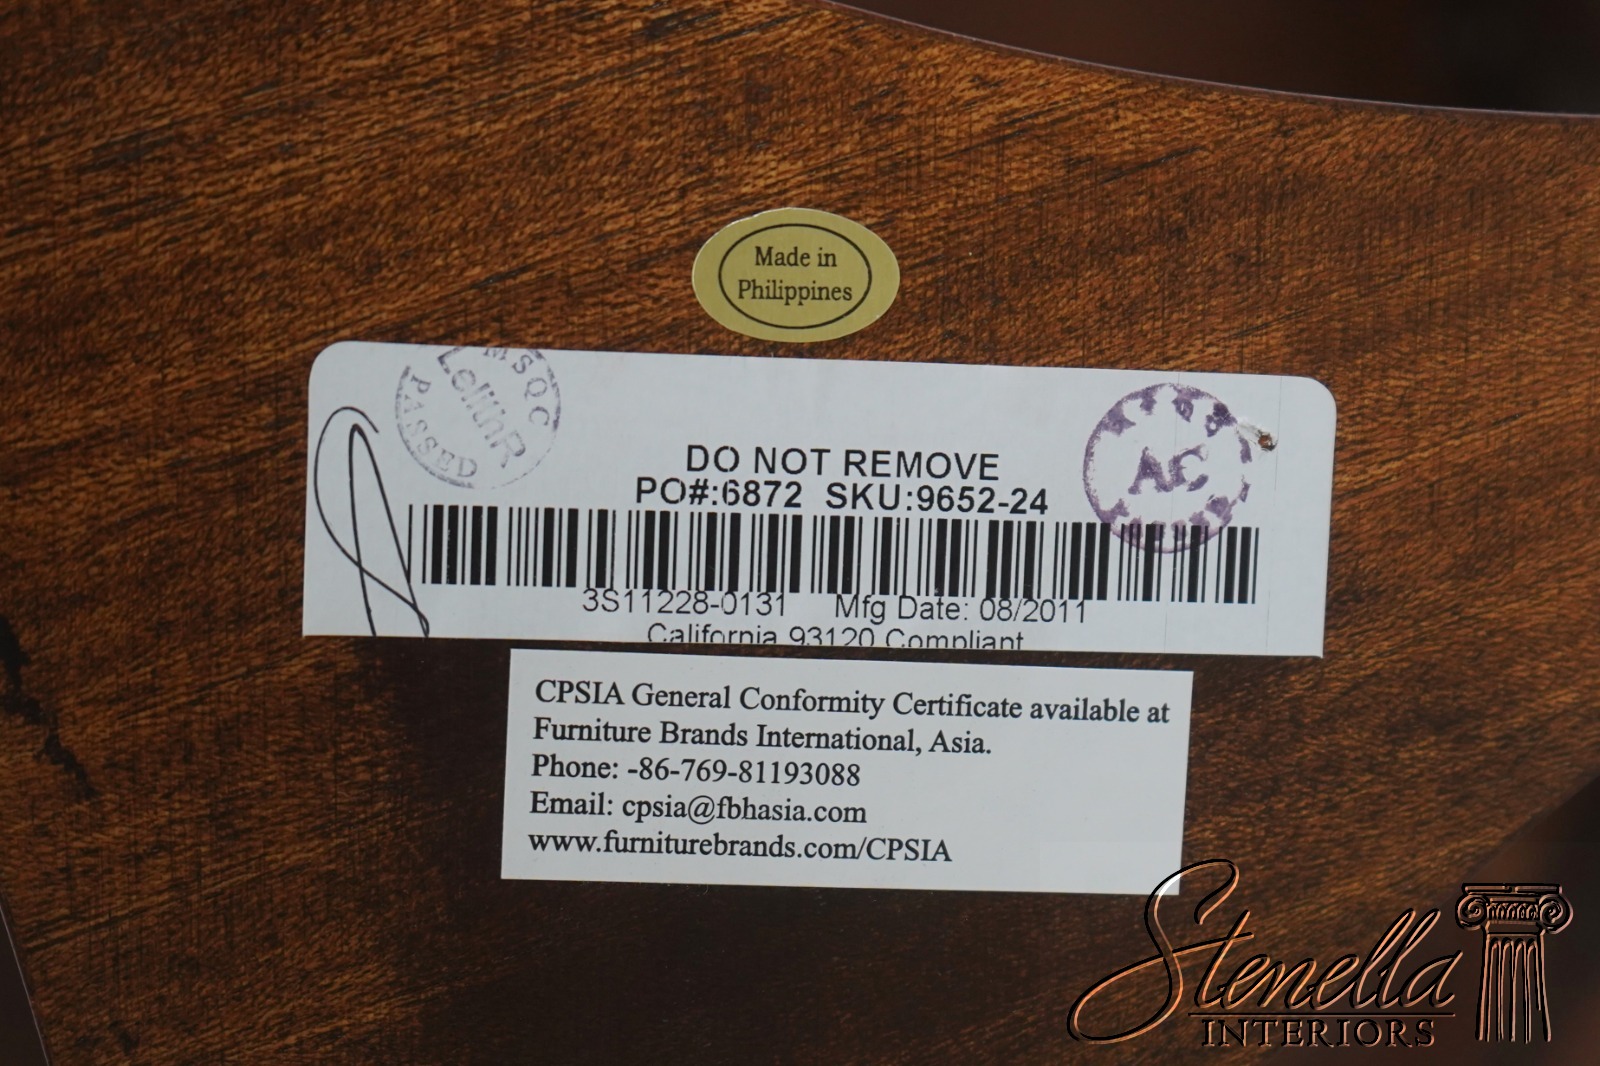 Made in
Philippines
MSQC
LolithR
PASSED
AC
DO NOT REMOVE
PO#:6872 SKU:9652-24
3S11228-0131 Mfg Date: 08/2011
California 93120 Compliant
CPSIA General Conformity Certificate available at
Furniture Brands International, Asia.
Phone: -86-769-81193088
Email: cpsia@fbhasia.com
www.furniturebrands.com/CPSIA
Stenella
INTERIORS